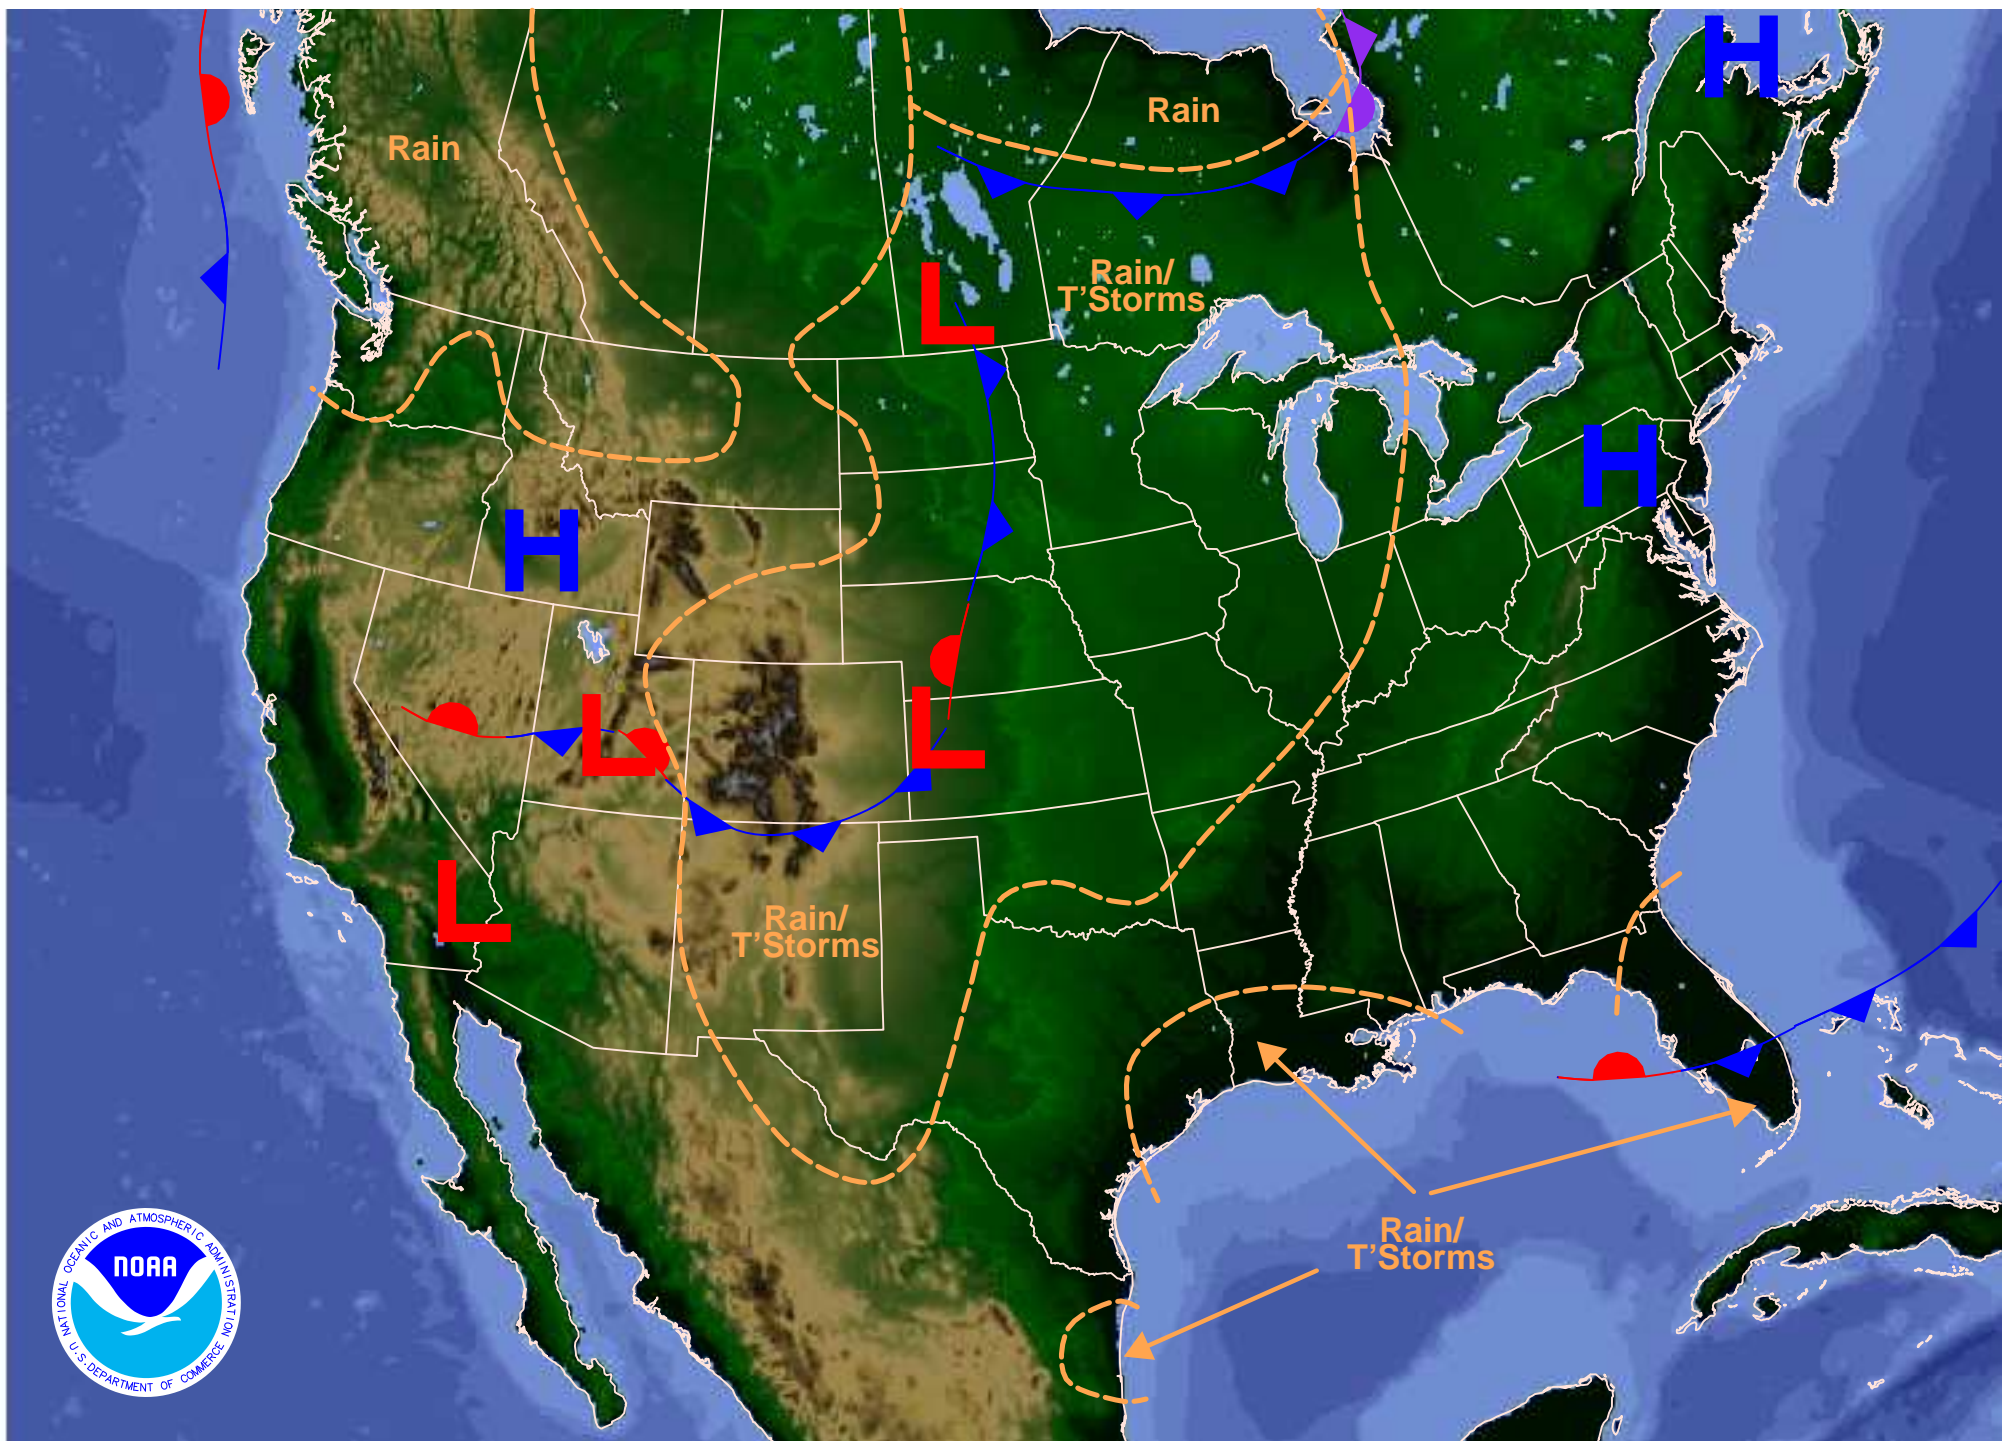 H
Rain
Rain
Rain/
T'Storms
L
H
H
L
L
L
Rain/
T'Storms
Rain/
T'Storms
NATIONAL OCEANIC AND ATMOSPHERIC ADMINISTRATION
NOAA
U.S. DEPARTMENT OF COMMERCE